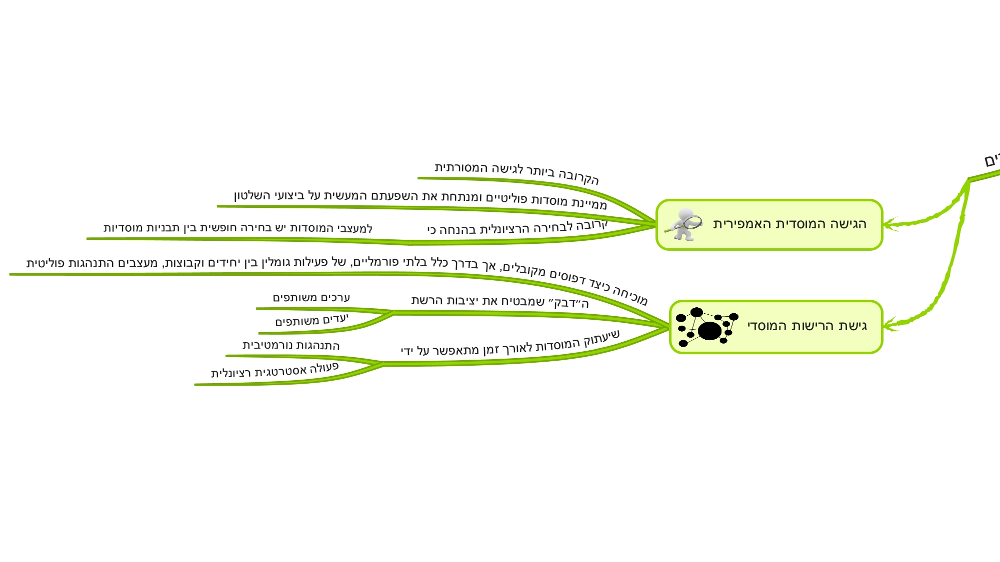 הגישה המוסדית האמפירית
הקרובה ביותר לגישה המסורתית
ממיינת מוסדות פוליטיים ומנתחת את השפעתם המעשית על ביצועי השלטון
קרובה לבחירה הרציונלית בהנחה כי
למעצבי המוסדות יש בחירה חופשית בין תבניות מוסדיות
גישת הרישות המוסדי
מוכיחה כיצד דפוסים מקובלים, אך בדרך כלל בלתי פורמליים, של פעילות גומלין בין יחידים וקבוצות, מעצבים התנהגות פוליטית
ה״דבק״ שמבטיח את יציבות הרשת
ערכים משותפים
יעדים משותפים
שיעתוק המוסדות לאורך זמן מתאפשר על ידי
התנהגות נורמטיבית
פעולה אסטרטגית רציונלית